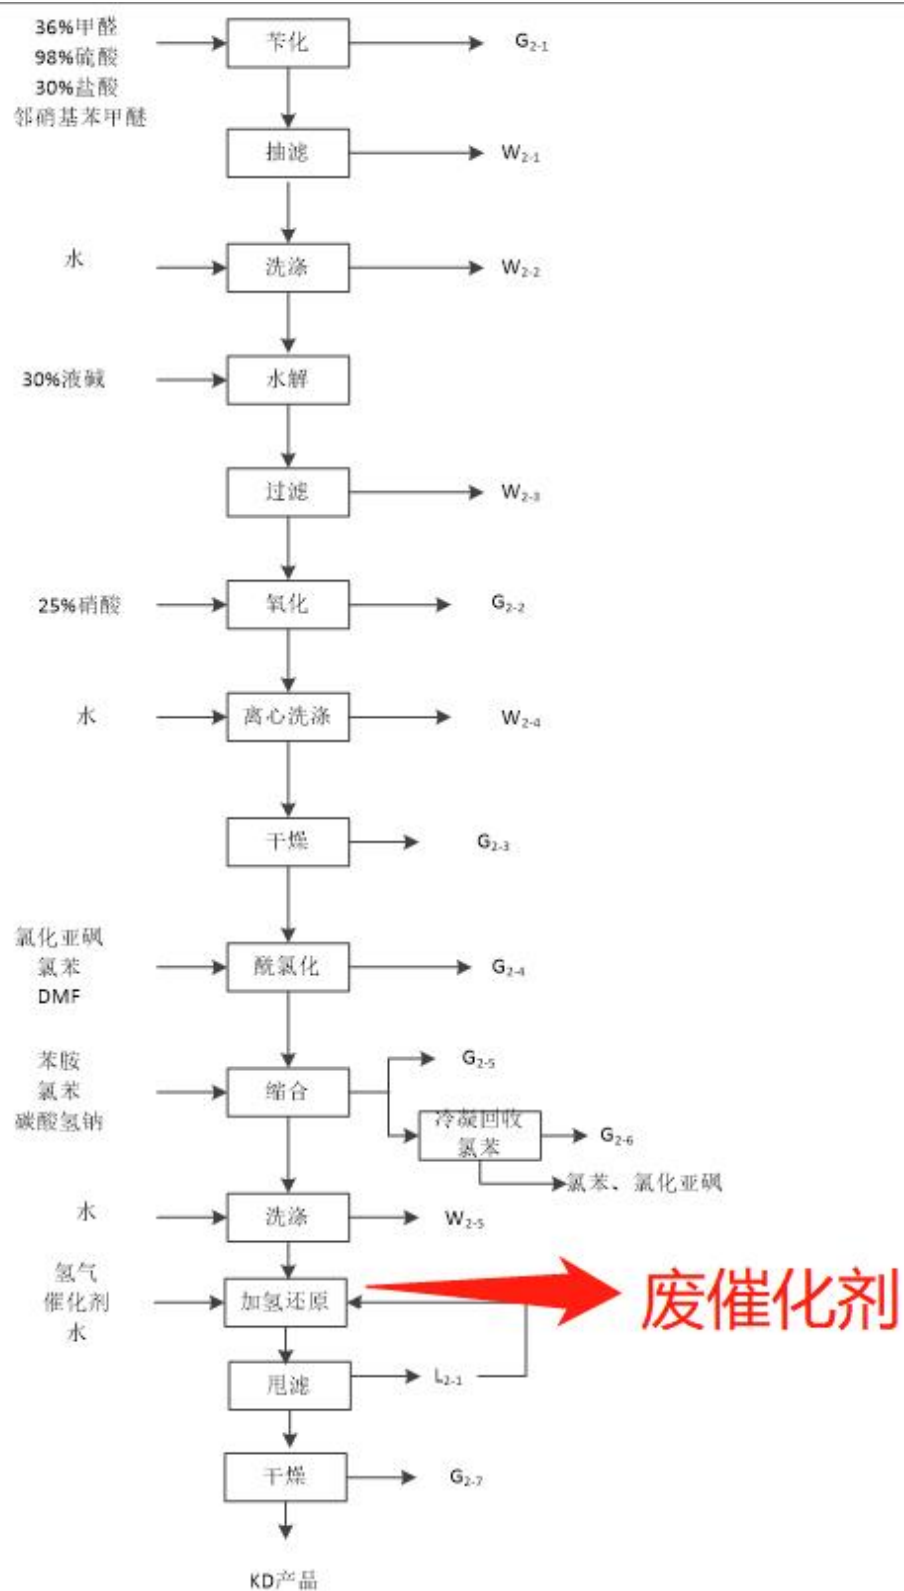 36%甲醛
98%硫酸
30%盐酸
邻硝基苯甲醚
苄化
G2-1
抽滤
W2-1
水
洗涤
W2-2
30%液碱
水解
过滤
W2-3
25%硝酸
氧化
G2-2
水
离心洗涤
W2-4
干燥
G2-3
氯化亚砜
氯苯
DMF
酰氯化
G2-4
苯胺
氯苯
碳酸氢钠
缩合
G2-5
冷凝回收
氯苯
G2-6
氯苯、氯化亚砜
水
洗涤
W2-5
氢气
催化剂
水
加氢还原
废催化剂
甩滤
L2-1
干燥
G2-7
KD产品